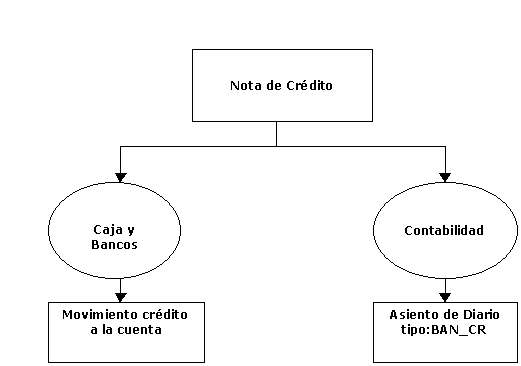 Nota de Crédito
Caja y
Bancos
Contabilidad
Movimiento crédito
a la cuenta
Asiento de Diario
tipo:BAN_CR